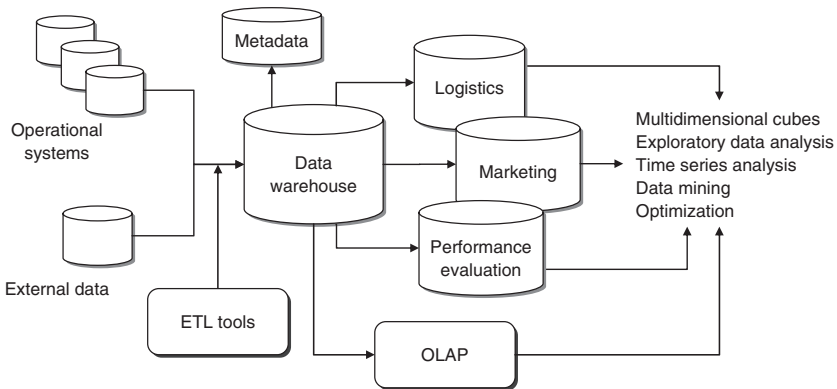 Metadata
Logistics
Operational
systems
Data
warehouse
Marketing
Multidimensional cubes
Exploratory data analysis
Time series analysis
Data mining
Optimization
Performance
evaluation
External data
ETL tools
OLAP